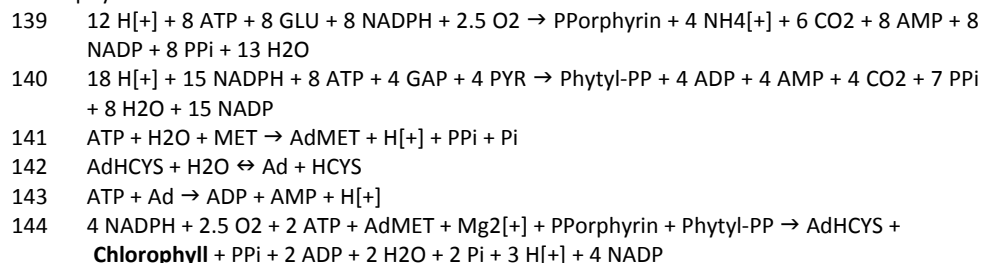 139 12 H[+] + 8 ATP + 8 GLU + 8 NADPH + 2.5 O2 → PPorphyrin + 4 NH4[+] + 6 CO2 + 8 AMP + 8
NADP + 8 PPi + 13 H2O
140 18 H[+] + 15 NADPH + 8 ATP + 4 GAP + 4 PYR → Phytyl-PP + 4 ADP + 4 AMP + 4 CO2 + 7 PPi
+ 8 H2O + 15 NADP
141 ATP + H2O + MET → AdMET + H[+] + PPi + Pi
142 AdHCYS + H2O ⇔ Ad + HCYS
143 ATP + Ad → ADP + AMP + H[+]
144 4 NADPH + 2.5 O2 + 2 ATP + AdMET + Mg2[+] + PPorphyrin + Phytyl-PP → AdHCYS +
Chlorophyll + PPi + 2 ADP + 2 H2O + 2 Pi + 3 H[+] + 4 NADP